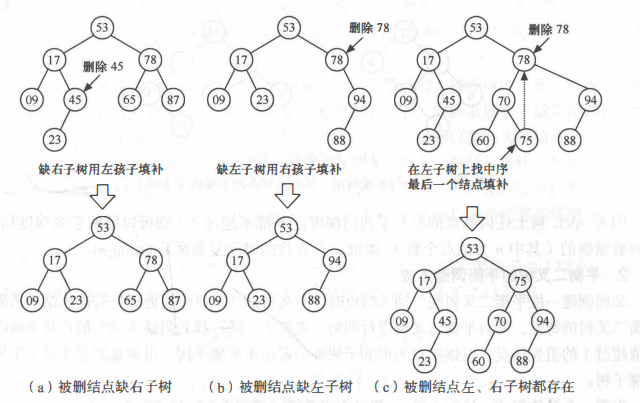 53
17 78
删除 45
09 45 65 87
23
缺右子树用左孩子填补
53
17 78
09 23 65 87
(a) 被删结点缺右子树
53
删除 78
17 78
09 23 94
88
缺左子树用右孩子填补
53
17 94
09 23 88
(b) 被删结点缺左子树
53
删除 78
17 78
09 45 70 94
23 60 75 88
在左子树上找中序
最后一个结点填补
53
17 75
09 45 70 94
23 60 88
(c) 被删结点左、右子树都存在